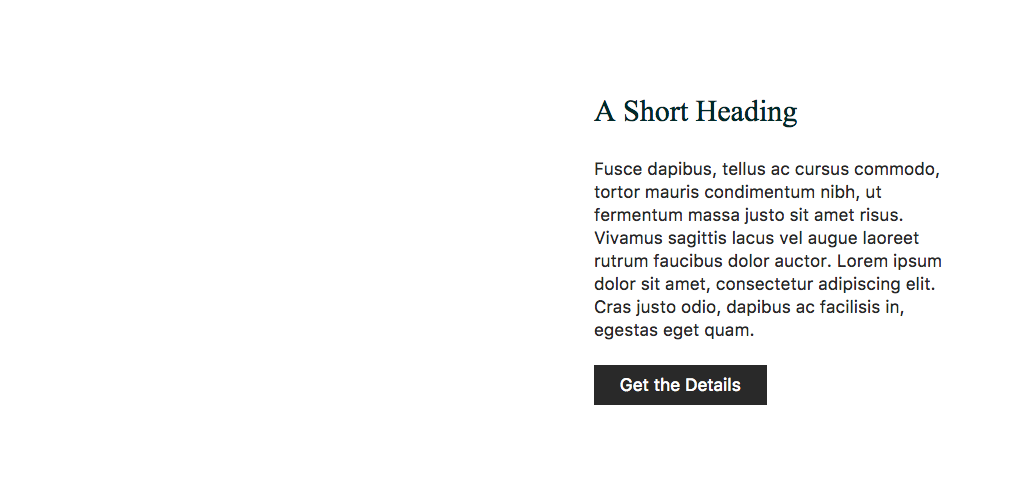 A Short Heading
Fusce dapibus, tellus ac cursus commodo,
tortor mauris condimentum nibh, ut
fermentum massa justo sit amet risus.
Vivamus sagittis lacus vel augue laoreet
rutrum faucibus dolor auctor. Lorem ipsum
dolor sit amet, consectetur adipiscing elit.
Cras justo odio, dapibus ac facilisis in,
egestas eget quam.
Get the Details